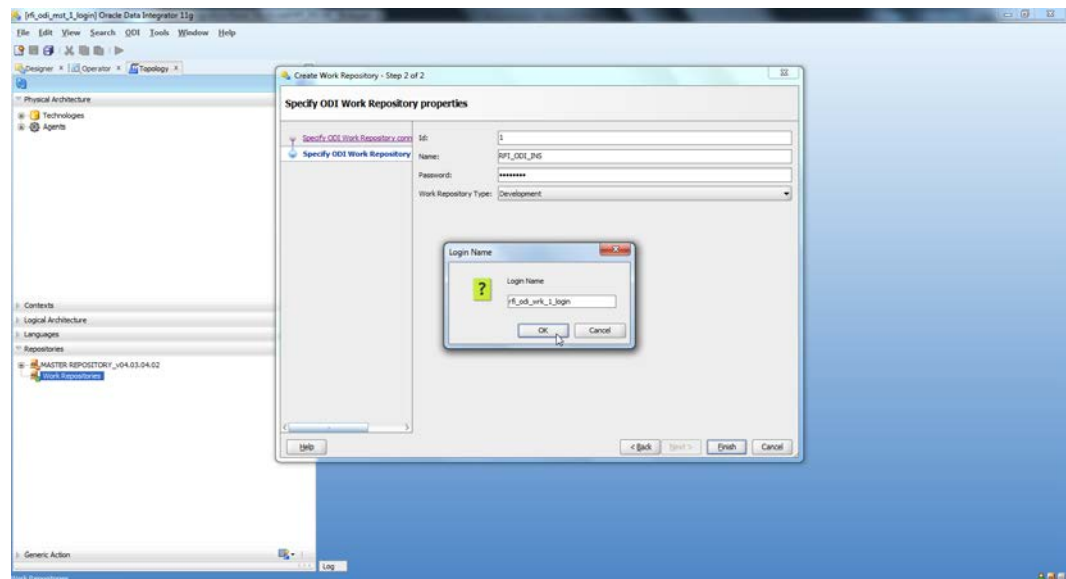 [rfi_odi_mst_1_login] Oracle Data Integrator 11g
File Edit View Search ODI Tools Window Help
Designer Operator Topology
Physical Architecture
Technologies
Agents
Contexts
Logical Architecture
Languages
Repositories
MASTER REPOSITORY_v04.03.04.02
Work Repositories
Generic Action
Log
Work Repositories
Create Work Repository - Step 2 of 2
Specify ODI Work Repository properties
Specify ODI Work Repository conn
Specify ODI Work Repository
Id: 1
Name: RFI_ODI_INS
Password: ••••••••
Work Repository Type: Development
Login Name
?
Login Name
rfi_odi_wrk_1_login
OK Cancel
Help < Back Next > Finish Cancel